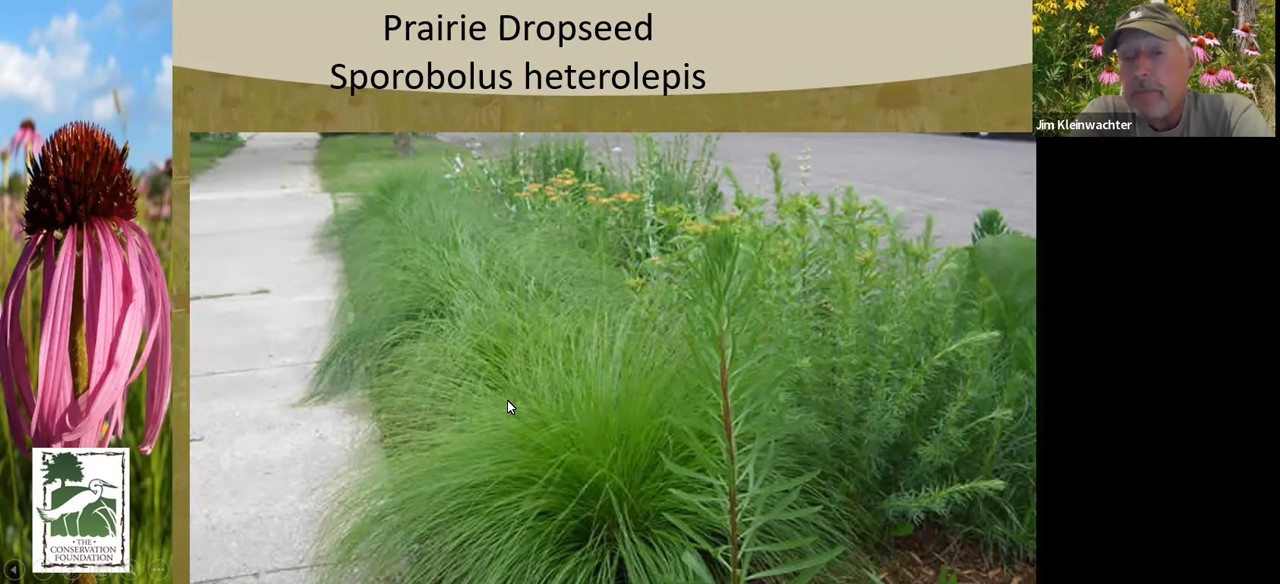 Prairie Dropseed
Sporobolus heterolepis
Jim Kleinwachter
• THE •
CONSERVATION
FOUNDATION